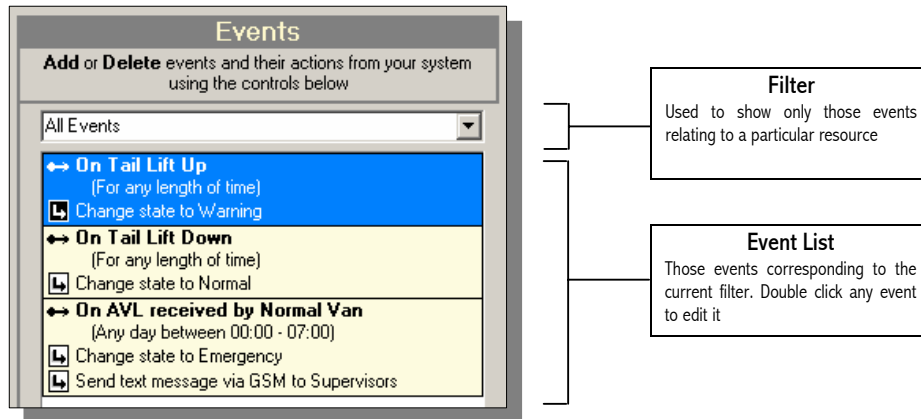 Events
Add or Delete events and their actions from your system
using the controls below
All Events
On Tail Lift Up
(For any length of time)
Change state to Warning
On Tail Lift Down
(For any length of time)
Change state to Normal
On AVL received by Normal Van
(Any day between 00:00 - 07:00)
Change state to Emergency
Send text message via GSM to Supervisors
Filter
Used to show only those events
relating to a particular resource
Event List
Those events corresponding to the
current filter. Double click any event
to edit it